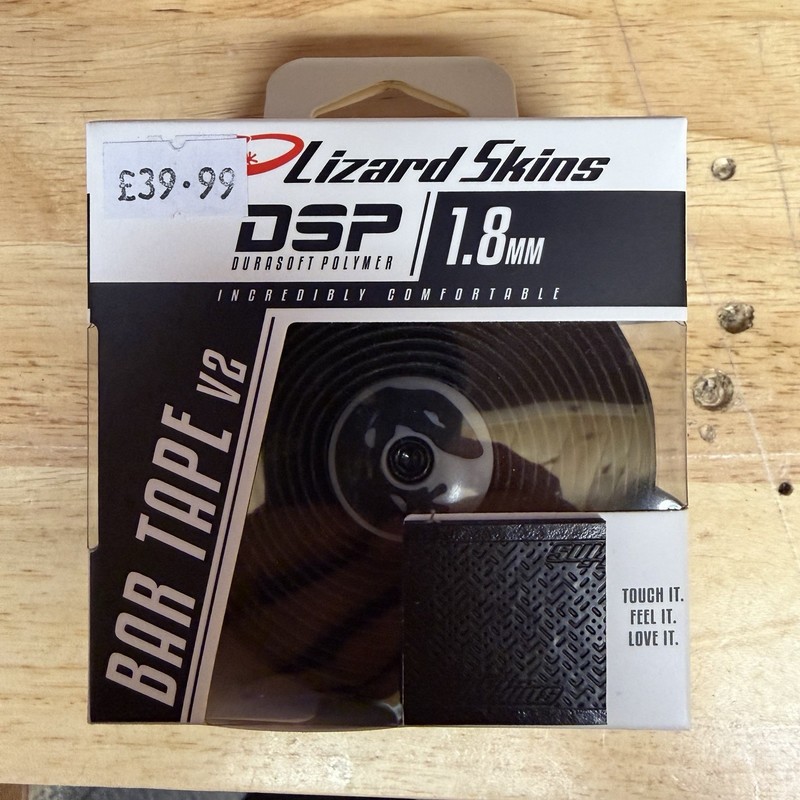 £39.99
Lizard Skins
DSP
DURASOFT POLYMER
1.8MM
INCREDIBLY COMFORTABLE
BAR TAPE V2
TOUCH IT.
FEEL IT.
LOVE IT.